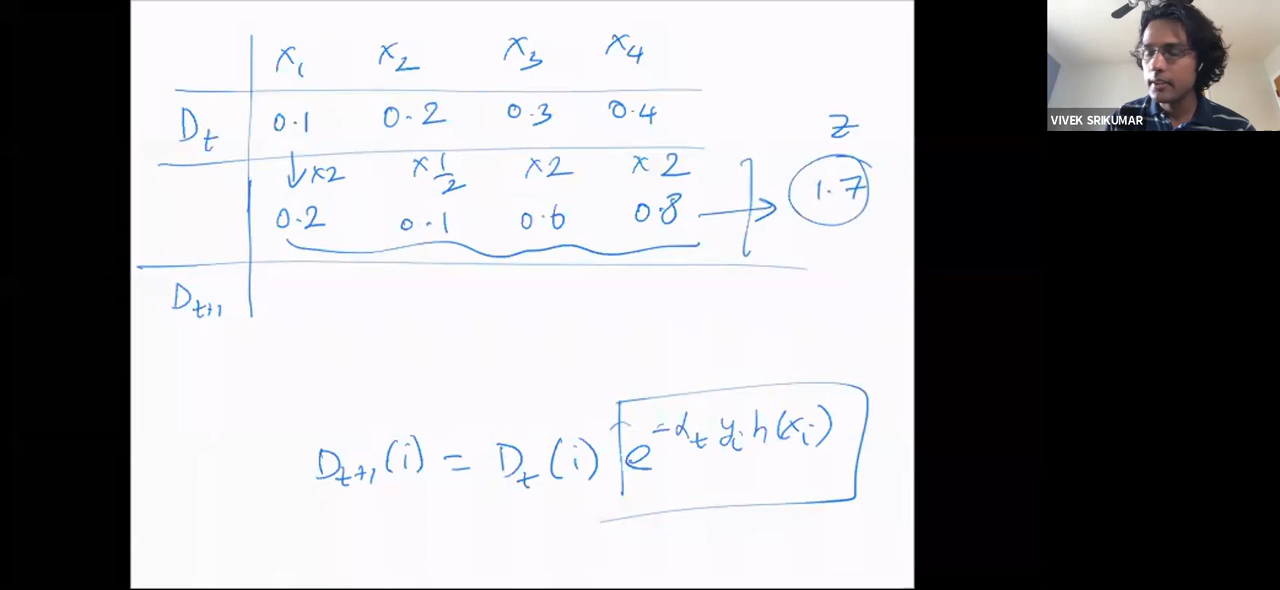 x₁ x₂ x₃ x₄
Dₜ 0.1 0.2 0.3 0.4
Z
↓×2 ×1/2 ×2 ×2
0.2 0.1 0.6 0.8 → 1.7
Dₜ₊₁
Dₜ₊₁(i) = Dₜ(i) e^{-αₜ yᵢ h(xᵢ)}
VIVEK SRIKUMAR